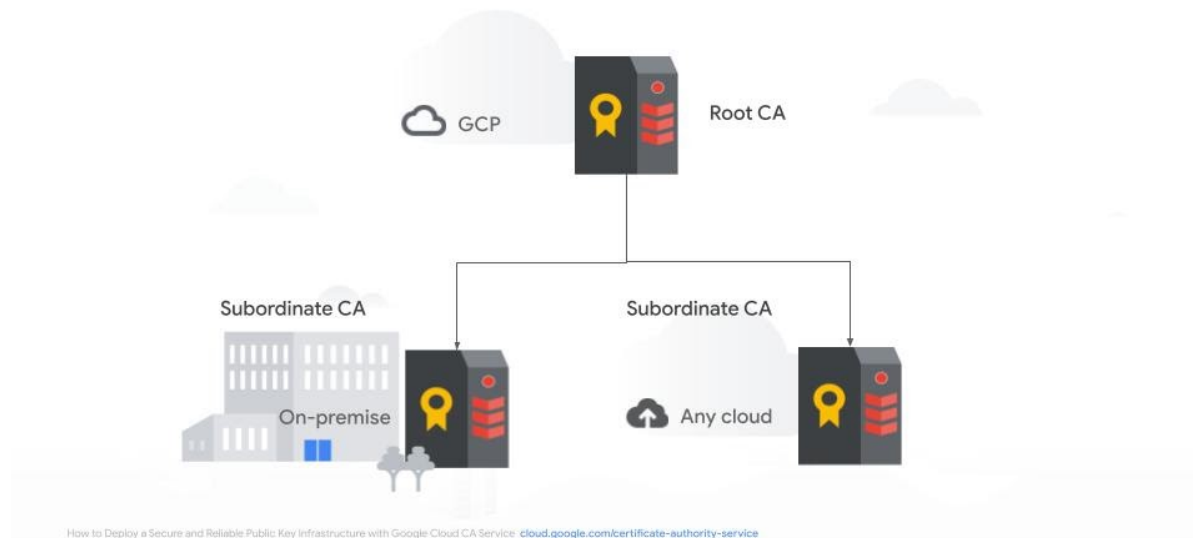 Root CA
GCP
Subordinate CA
On-premise
Subordinate CA
Any cloud
How to Deploy a Secure and Reliable Public Key Infrastructure with Google Cloud CA Service cloud.google.com/certificate-authority-service